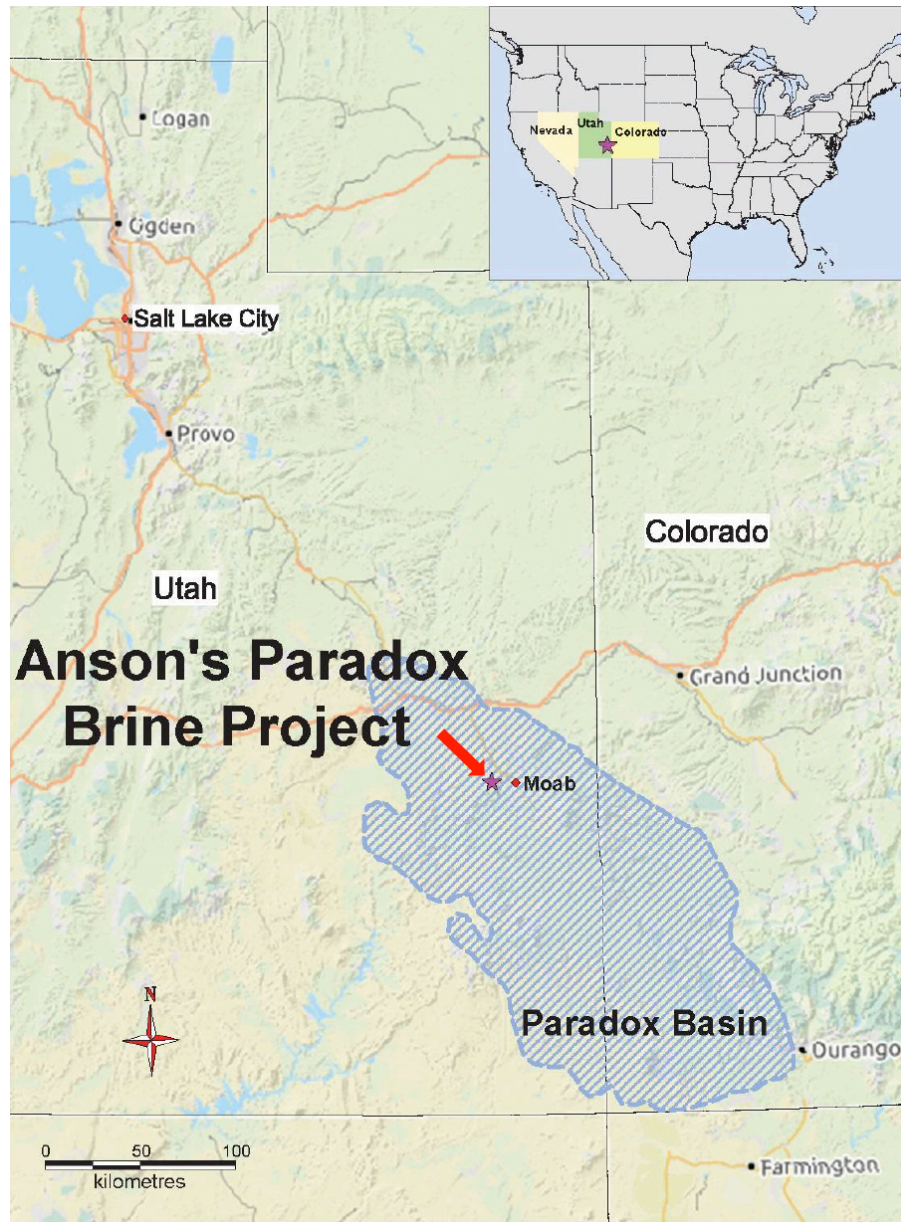 Nevada
Utah
Colorado
Logan
Ogden
Salt Lake City
Provo
Colorado
Utah
Anson's Paradox
Brine Project
Grand Junction
Moab
Paradox Basin
N
Durango
0 50 100
kilometres
Farmington